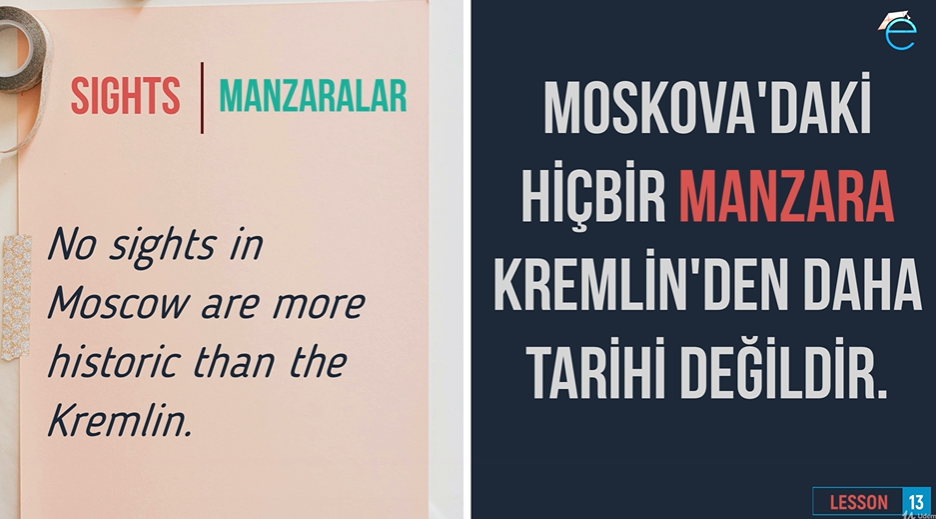 SIGHTS | MANZARALAR
No sights in
Moscow are more
historic than the
Kremlin.
MOSKOVA'DAKİ
HİÇBİR MANZARA
KREMLİN'DEN DAHA
TARİHİ DEĞİLDİR.
LESSON 13